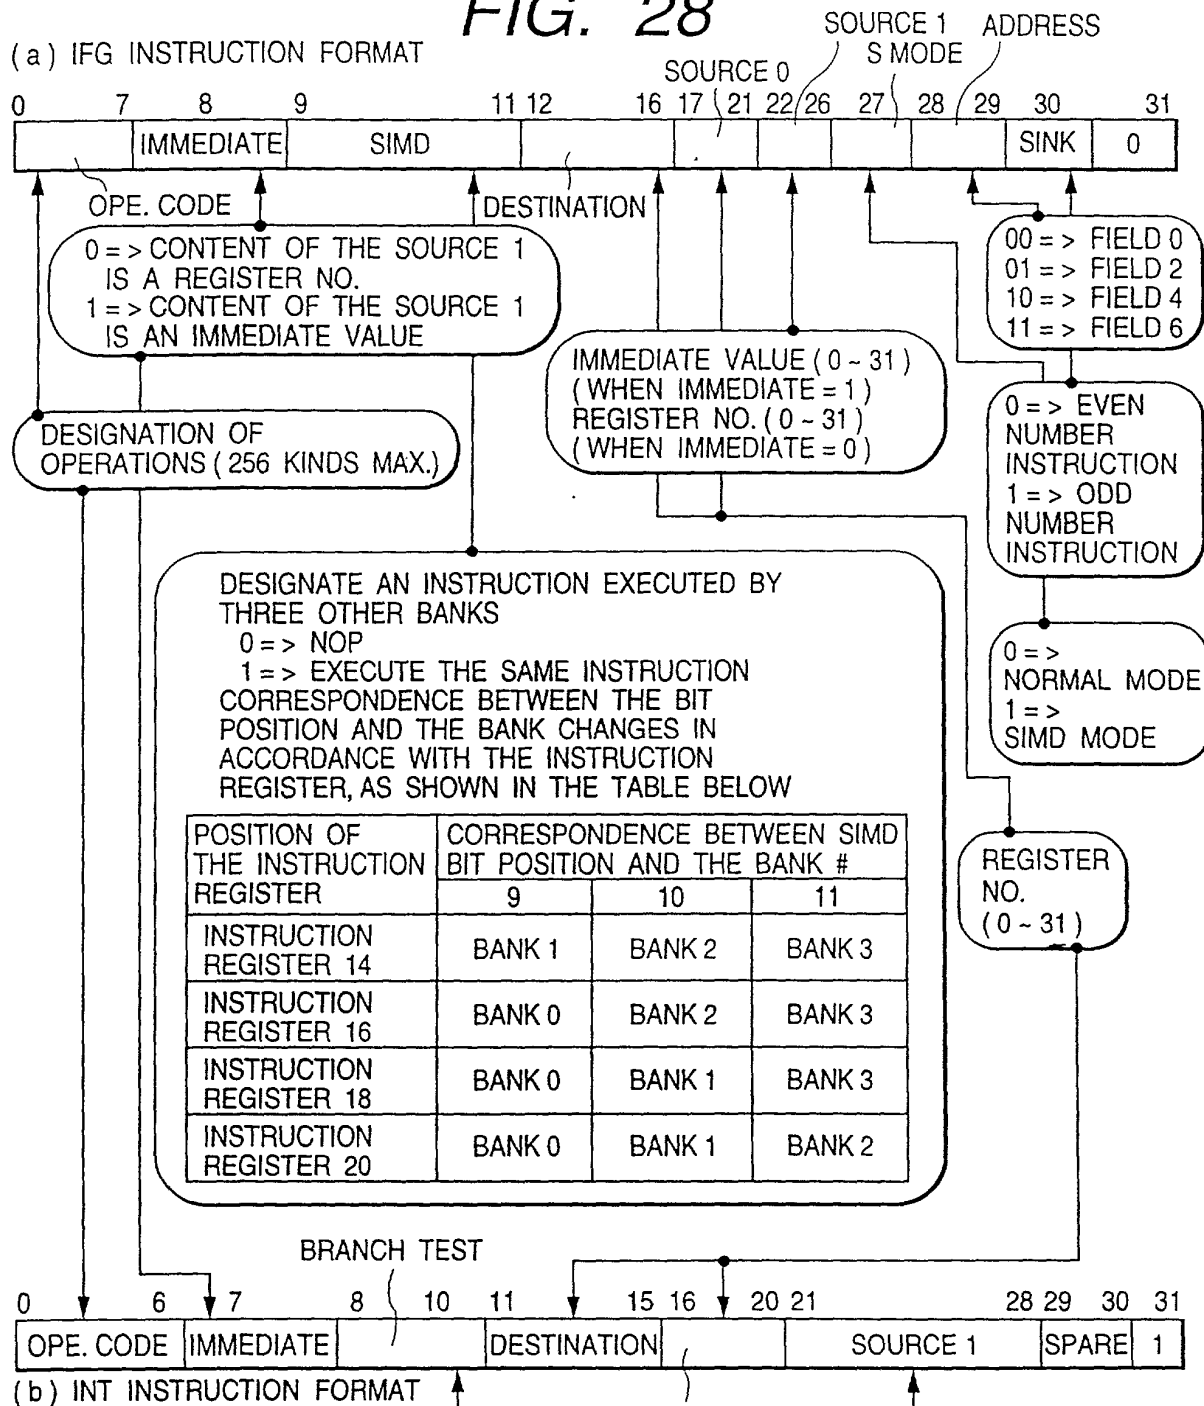 FIG. 28
(a) IFG INSTRUCTION FORMAT
SOURCE 0
SOURCE 1
S MODE
ADDRESS
0 7 8 9 11 12 16 17 21 22 26 27 28 29 30 31
IMMEDIATE SIMD SINK 0
OPE. CODE
DESTINATION
0 = > CONTENT OF THE SOURCE 1
IS A REGISTER NO.
1 = > CONTENT OF THE SOURCE 1
IS AN IMMEDIATE VALUE
00 = > FIELD 0
01 = > FIELD 2
10 = > FIELD 4
11 = > FIELD 6
IMMEDIATE VALUE (0 ~ 31)
(WHEN IMMEDIATE = 1)
REGISTER NO. (0 ~ 31)
(WHEN IMMEDIATE = 0)
DESIGNATION OF
OPERATIONS (256 KINDS MAX.)
0 = > EVEN
NUMBER
INSTRUCTION
1 = > ODD
NUMBER
INSTRUCTION
DESIGNATE AN INSTRUCTION EXECUTED BY
THREE OTHER BANKS
0 = > NOP
1 = > EXECUTE THE SAME INSTRUCTION
CORRESPONDENCE BETWEEN THE BIT
POSITION AND THE BANK CHANGES IN
ACCORDANCE WITH THE INSTRUCTION
REGISTER, AS SHOWN IN THE TABLE BELOW
0 = >
NORMAL MODE
1 = >
SIMD MODE
POSITION OF
THE INSTRUCTION
REGISTER
CORRESPONDENCE BETWEEN SIMD
BIT POSITION AND THE BANK #
9 10 11
INSTRUCTION
REGISTER 14
BANK 1 BANK 2 BANK 3
INSTRUCTION
REGISTER 16
BANK 0 BANK 2 BANK 3
INSTRUCTION
REGISTER 18
BANK 0 BANK 1 BANK 3
INSTRUCTION
REGISTER 20
BANK 0 BANK 1 BANK 2
REGISTER
NO.
(0 ~ 31)
BRANCH TEST
0 6 7 8 10 11 15 16 20 21 28 29 30 31
OPE. CODE IMMEDIATE DESTINATION SOURCE 1 SPARE 1
(b) INT INSTRUCTION FORMAT